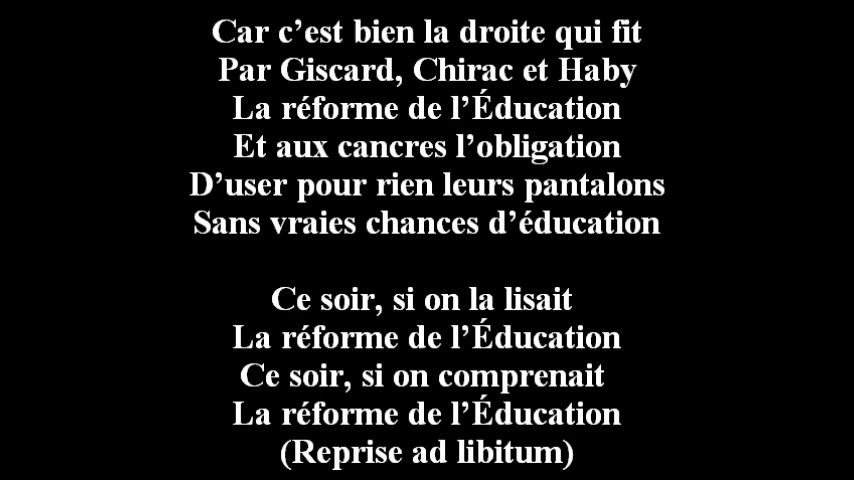 Car c’est bien la droite qui fit
Par Giscard, Chirac et Haby
La réforme de l’Éducation
Et aux cancres l’obligation
D’user pour rien leurs pantalons
Sans vraies chances d’éducation
Ce soir, si on la lisait
La réforme de l’Éducation
Ce soir, si on comprenait
La réforme de l’Éducation
(Reprise ad libitum)